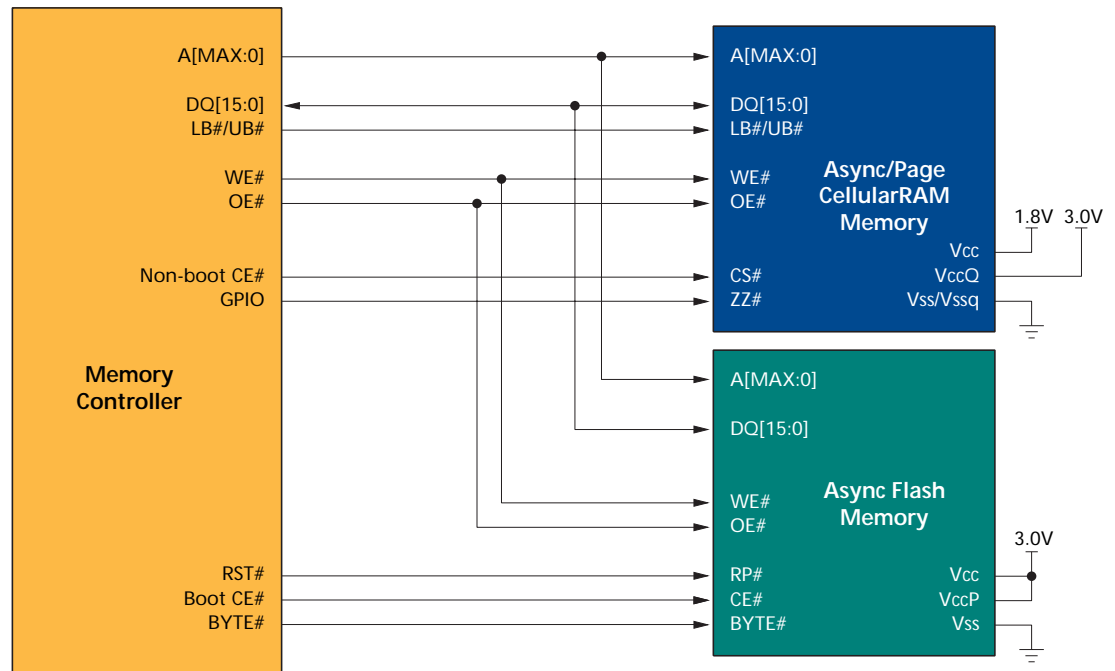 A[MAX:0]
DQ[15:0]
LB#/UB#
WE#
OE#
Non-boot CE#
GPIO
Memory
Controller
RST#
Boot CE#
BYTE#
A[MAX:0]
DQ[15:0]
LB#/UB#
WE#
OE#
Async/Page
CellularRAM
Memory
CS#
ZZ#
1.8V 3.0V
Vcc
VccQ
Vss/Vssq
A[MAX:0]
DQ[15:0]
WE#
OE#
Async Flash
Memory
RP#
CE#
BYTE#
3.0V
Vcc
VccP
Vss